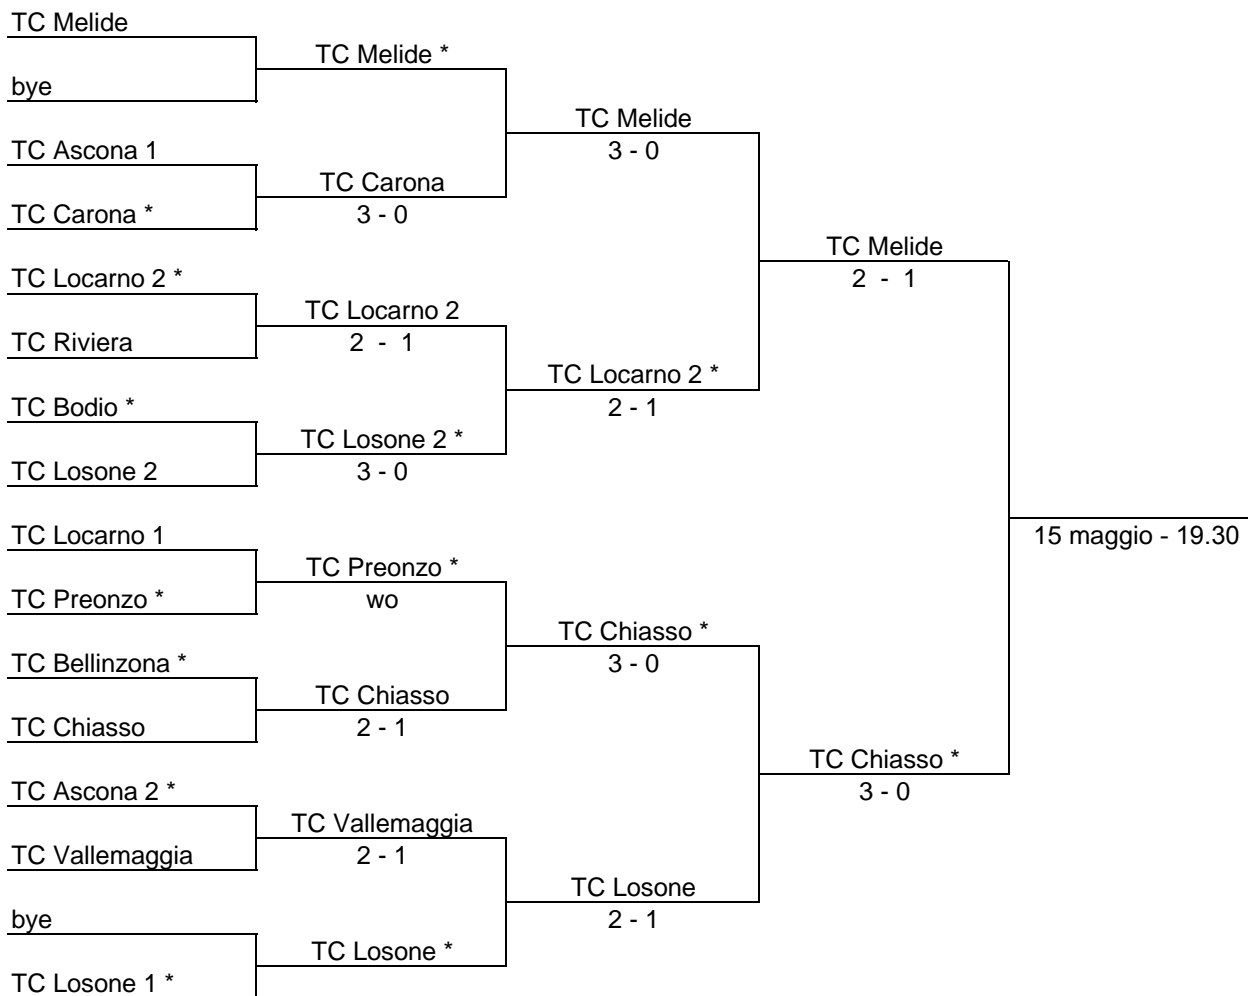 TC Melide
TC Melide *
bye
TC Melide
TC Ascona 1
3 - 0
TC Carona
TC Carona *
3 - 0
TC Melide
TC Locarno 2 *
2 - 1
TC Locarno 2
TC Riviera
2 - 1
TC Locarno 2 *
TC Bodio *
2 - 1
TC Losone 2 *
TC Losone 2
3 - 0
TC Locarno 1
15 maggio - 19.30
TC Preonzo *
TC Preonzo *
wo
TC Chiasso *
TC Bellinzona *
3 - 0
TC Chiasso
TC Chiasso
2 - 1
TC Chiasso *
TC Ascona 2 *
3 - 0
TC Vallemaggia
TC Vallemaggia
2 - 1
TC Losone
bye
2 - 1
TC Losone *
TC Losone 1 *